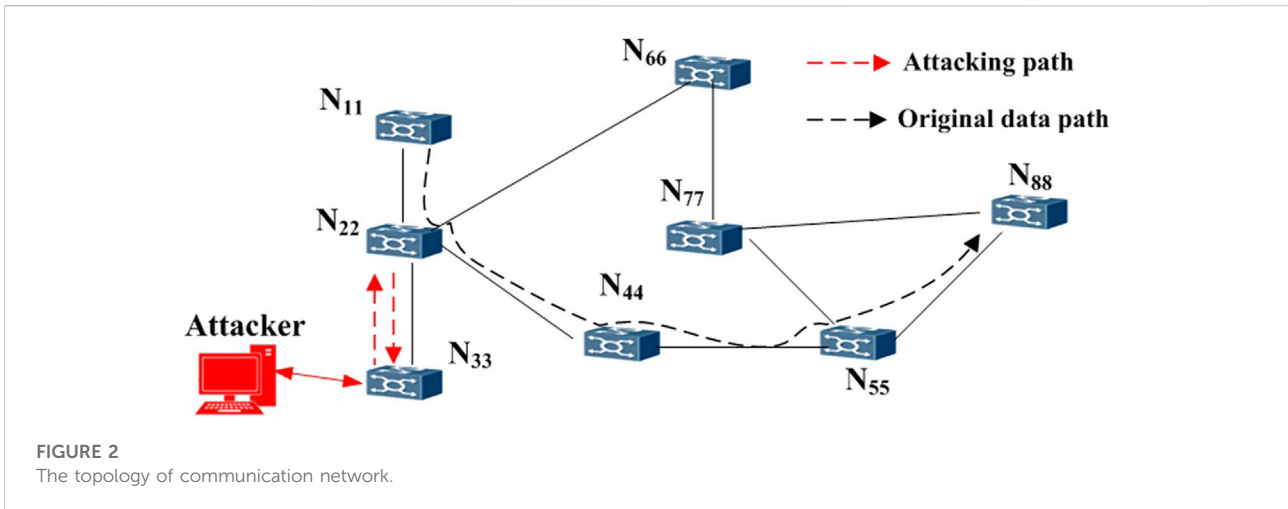 N₆₆
Attacking path
N₁₁
Original data path
N₈₈
N₇₇
N₂₂
N₄₄
Attacker
N₃₃
N₅₅
FIGURE 2
The topology of communication network.